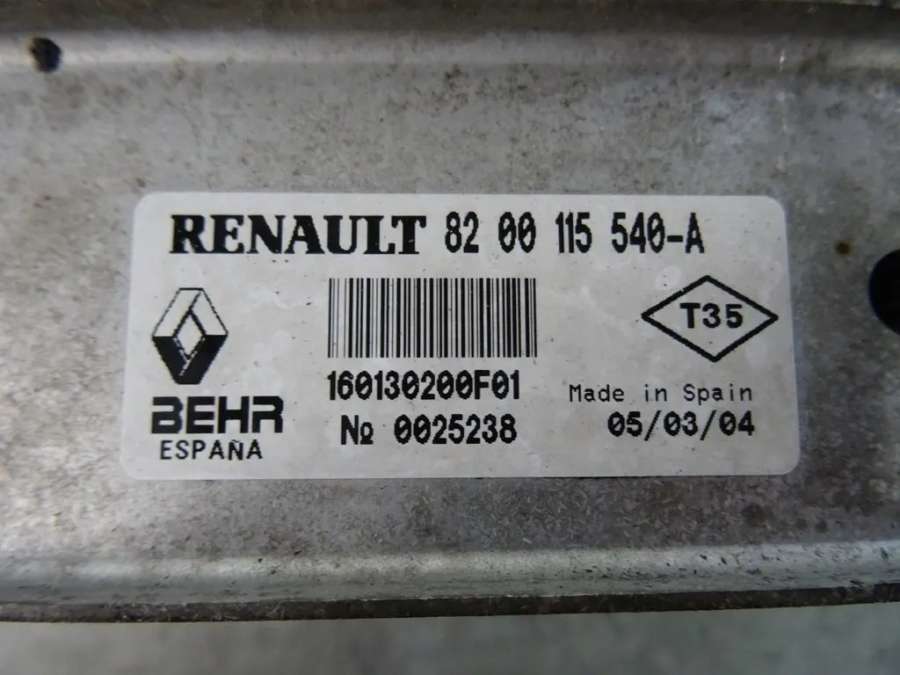 RENAULT 82 00 115 540-A
T35
160130200F01
Made in Spain
BEHR
№ 0025238
05/03/04
ESPAÑA